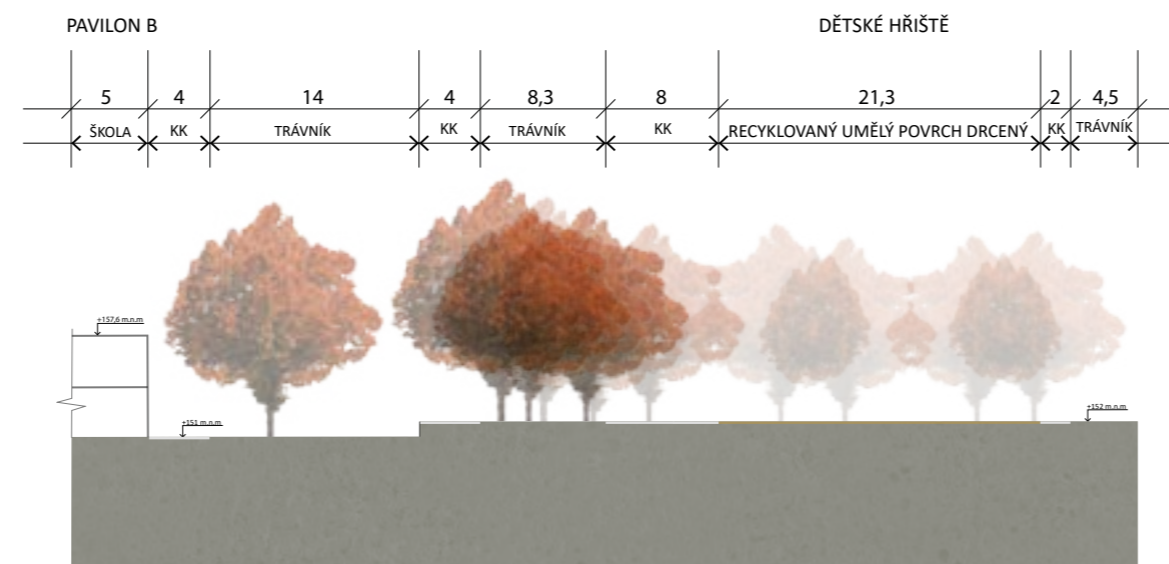 PAVILON B DĚTSKÉ HŘIŠTĚ
5 4 14 4 8,3 8 21,3 2 4,5
ŠKOLA KK TRÁVNÍK KK TRÁVNÍK KK RECYKLOVANÝ UMĚLÝ POVRCH DRCENÝ KK TRÁVNÍK
+157,6 m.n.m
+151 m.n.m
+152 m.n.m